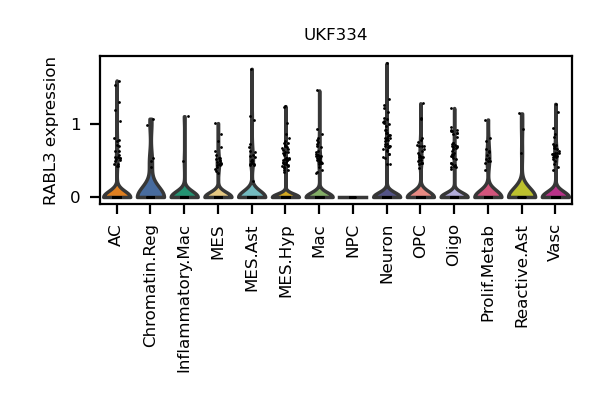 UKF334
RABL3 expression
1
0
AC
Chromatin.Reg
Inflammatory.Mac
MES
MES.Ast
MES.Hyp
Mac
NPC
Neuron
OPC
Oligo
Prolif.Metab
Reactive.Ast
Vasc